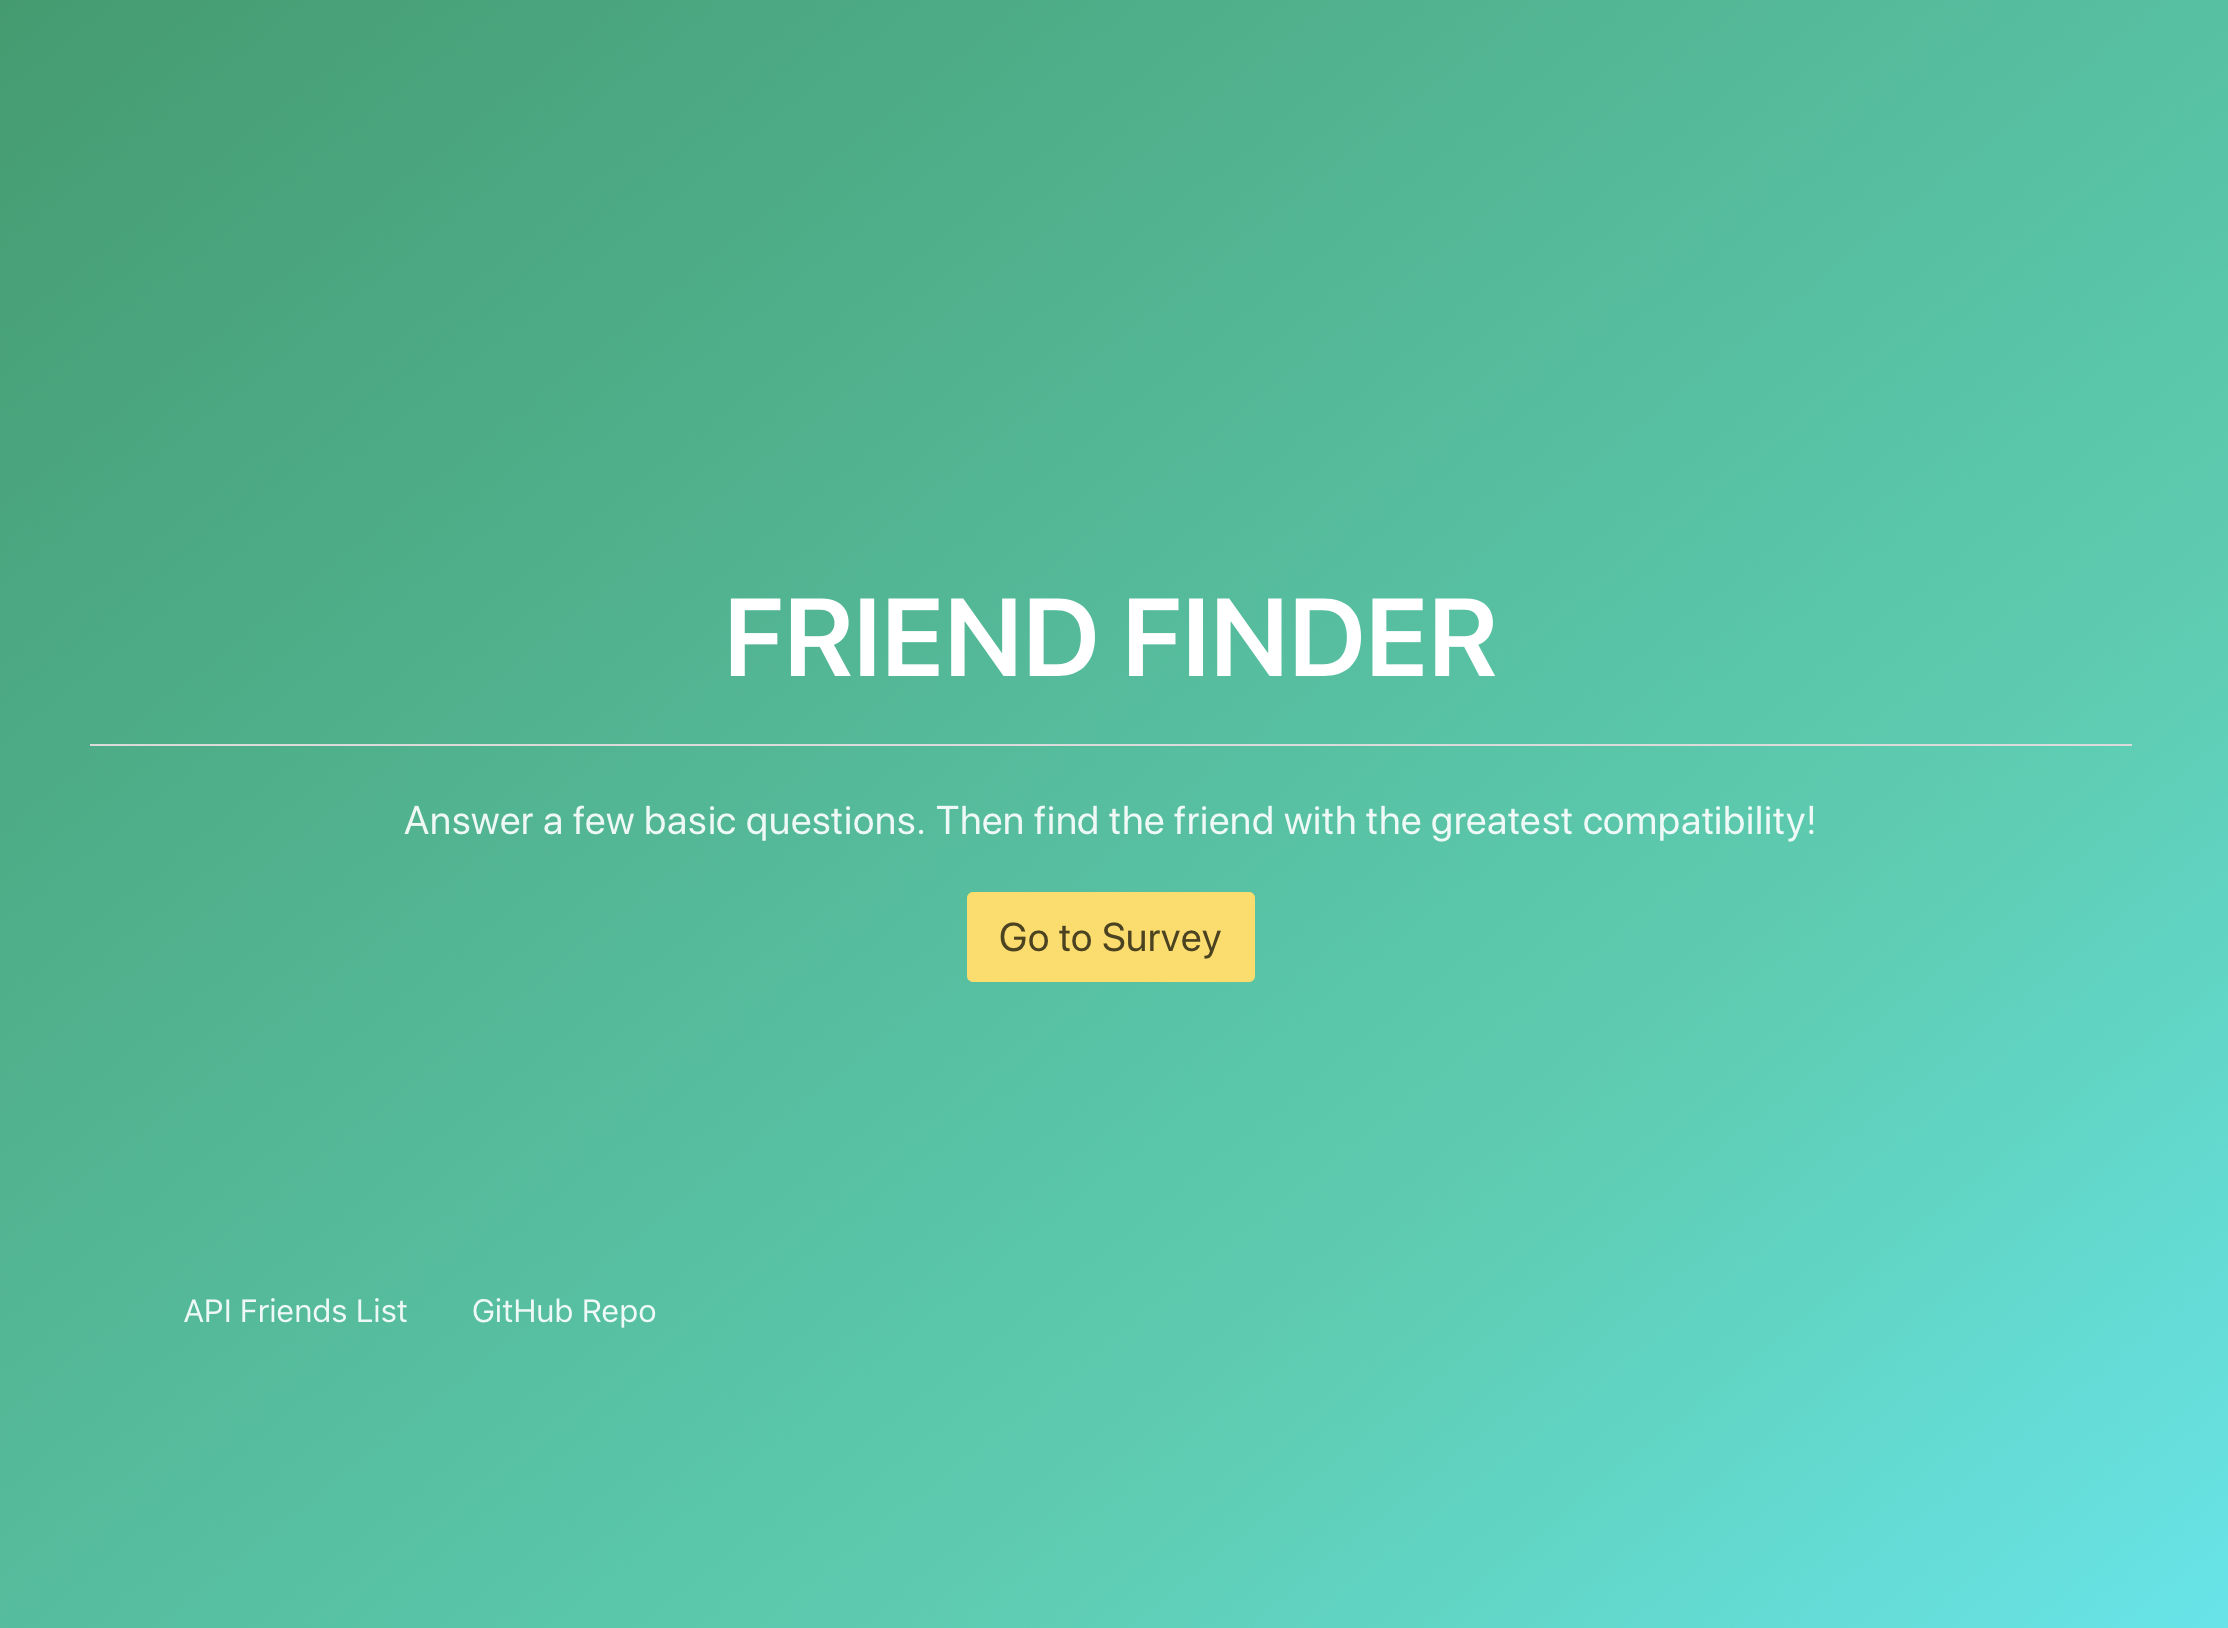 FRIEND FINDER
Answer a few basic questions. Then find the friend with the greatest compatibility!
Go to Survey
API Friends List
GitHub Repo